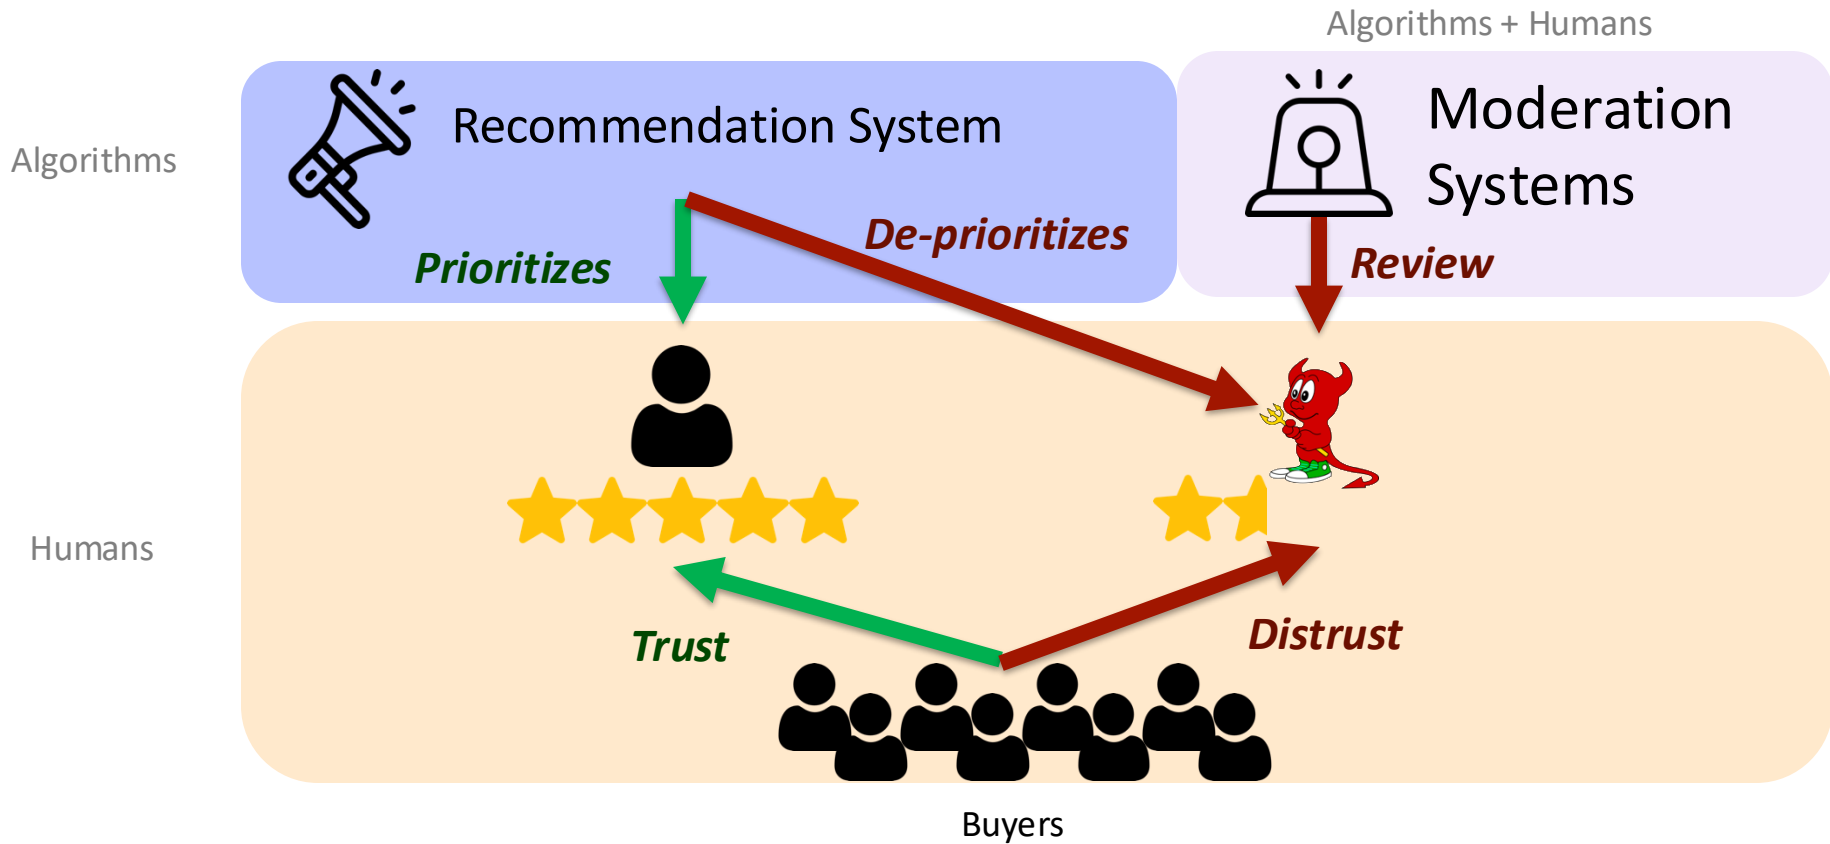 Algorithms + Humans
Algorithms
Recommendation System
Moderation
Systems
Prioritizes
De-prioritizes
Review
Humans
Trust
Distrust
Buyers